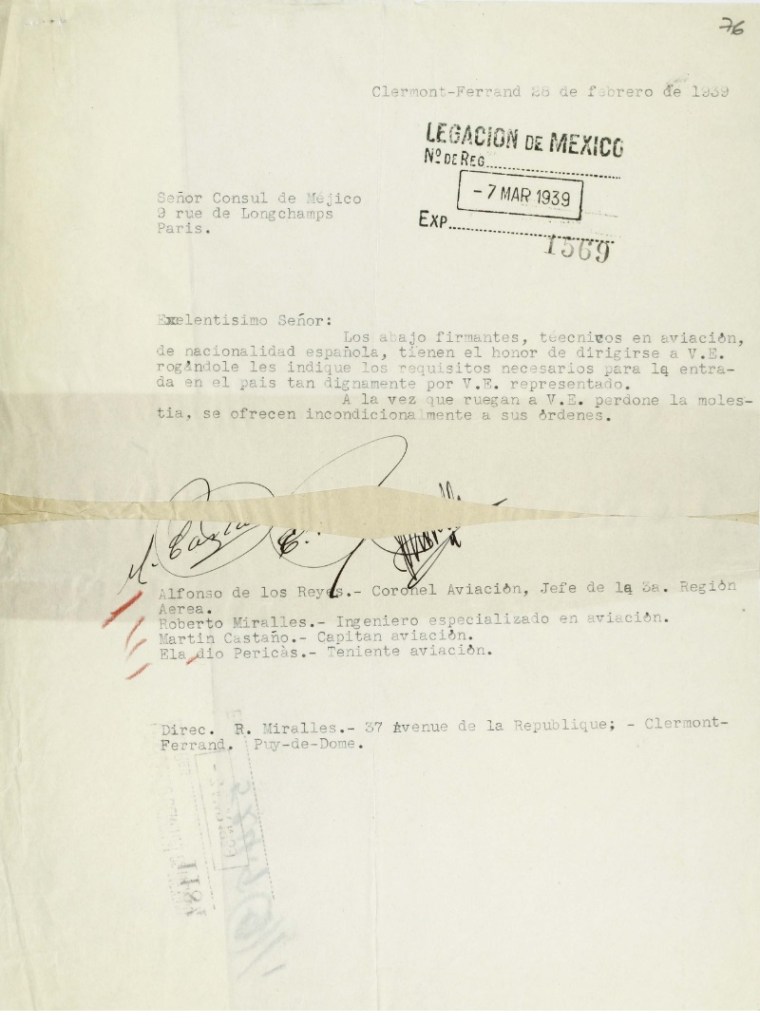 76
Clermont-Ferrand 26 de febrero de 1939
LEGACION DE MEXICO
Nº DE REG.
- 7 MAR 1939
EXP.
1569
Señor Consul de Méjico
9 rue de Longchamps
Paris.
Exelentisimo Señor:
Los abajo firmantes, teecnicos en aviación,
de nacionalidad española, tienen el honor de dirigirse a V.E.
rogándole les indique los requisitos necesarios para la entra-
da en el pais tan dignamente por V.E. representado.
A la vez que ruegan a V.E. perdone la moles-
tia, se ofrecen incondicionalmente a sus órdenes.
Alfonso de los Reyes.- Coronel Aviación, Jefe de la 3a. Región
Aerea.
Roberto Miralles.- Ingeniero especializado en aviación.
Martin Castaño.- Capitan aviación.
Ela dio Pericàs.- Teniente aviación.
Direc. R. Miralles.- 37 Avenue de la Republique; - Clermont-
Ferrand. Puy-de-Dome.